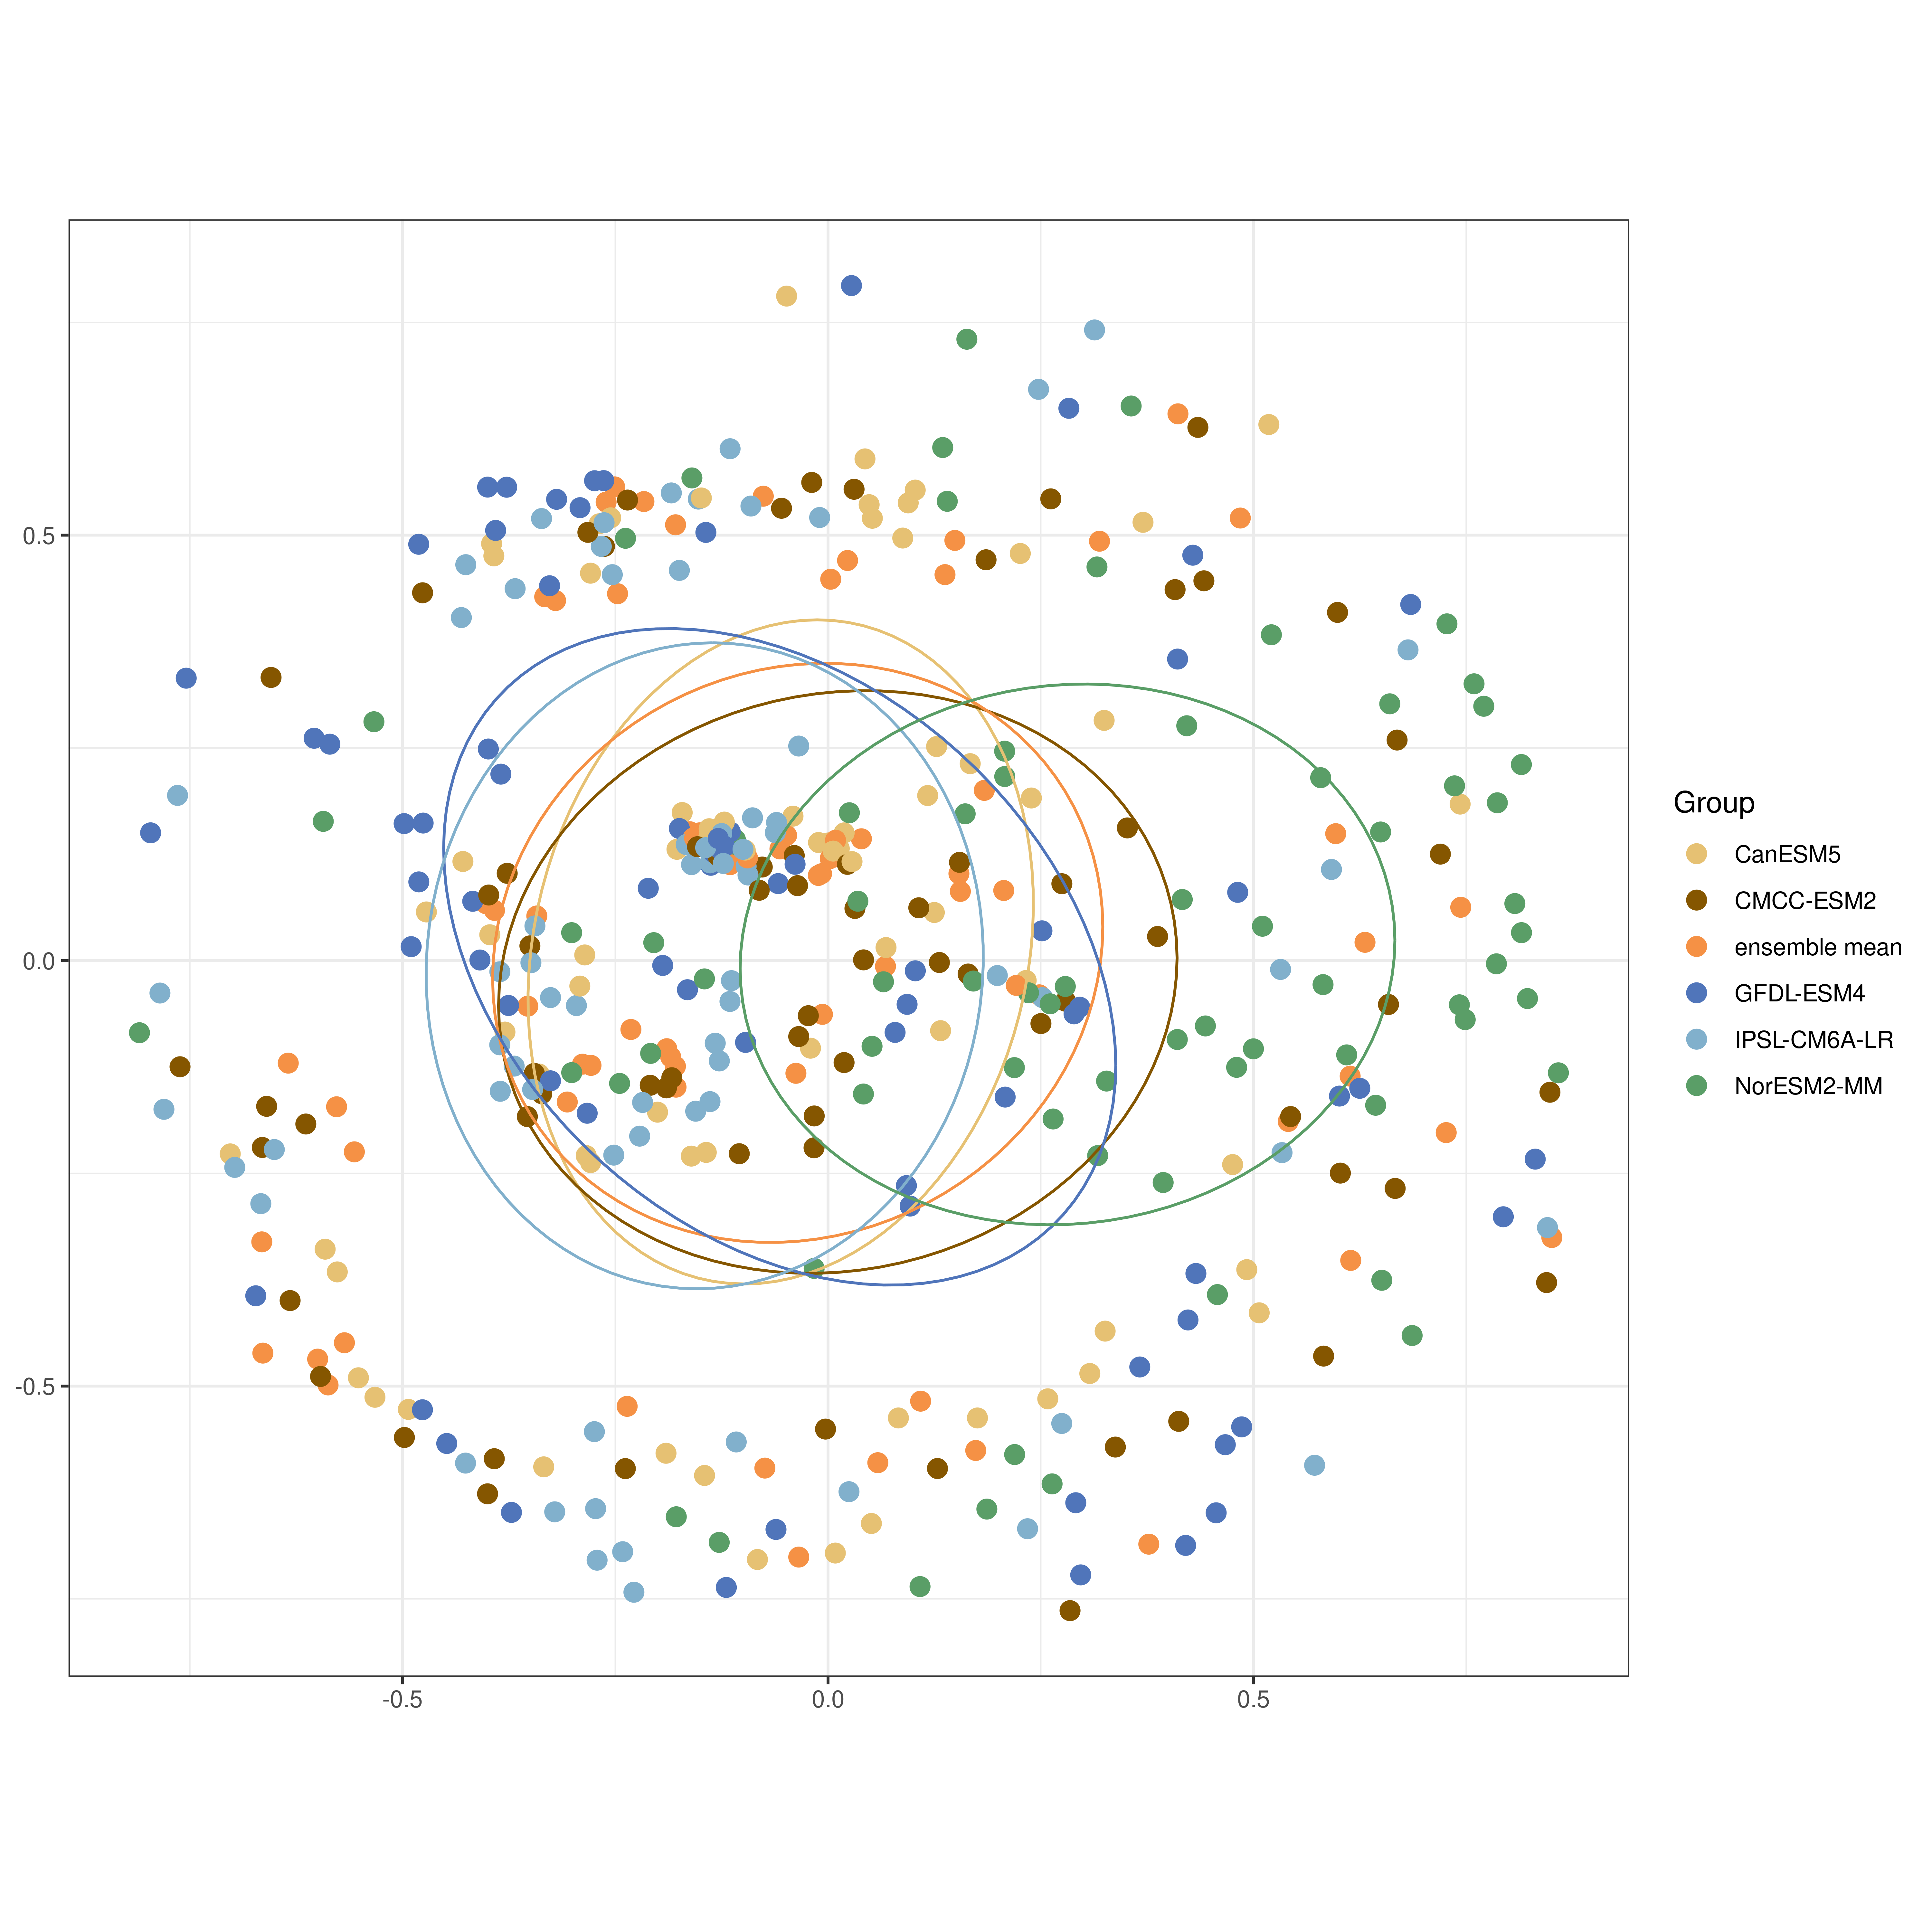 0.5
0.0
-0.5
-0.5
0.0
0.5
Group
CanESM5
CMCC-ESM2
ensemble mean
GFDL-ESM4
IPSL-CM6A-LR
NorESM2-MM